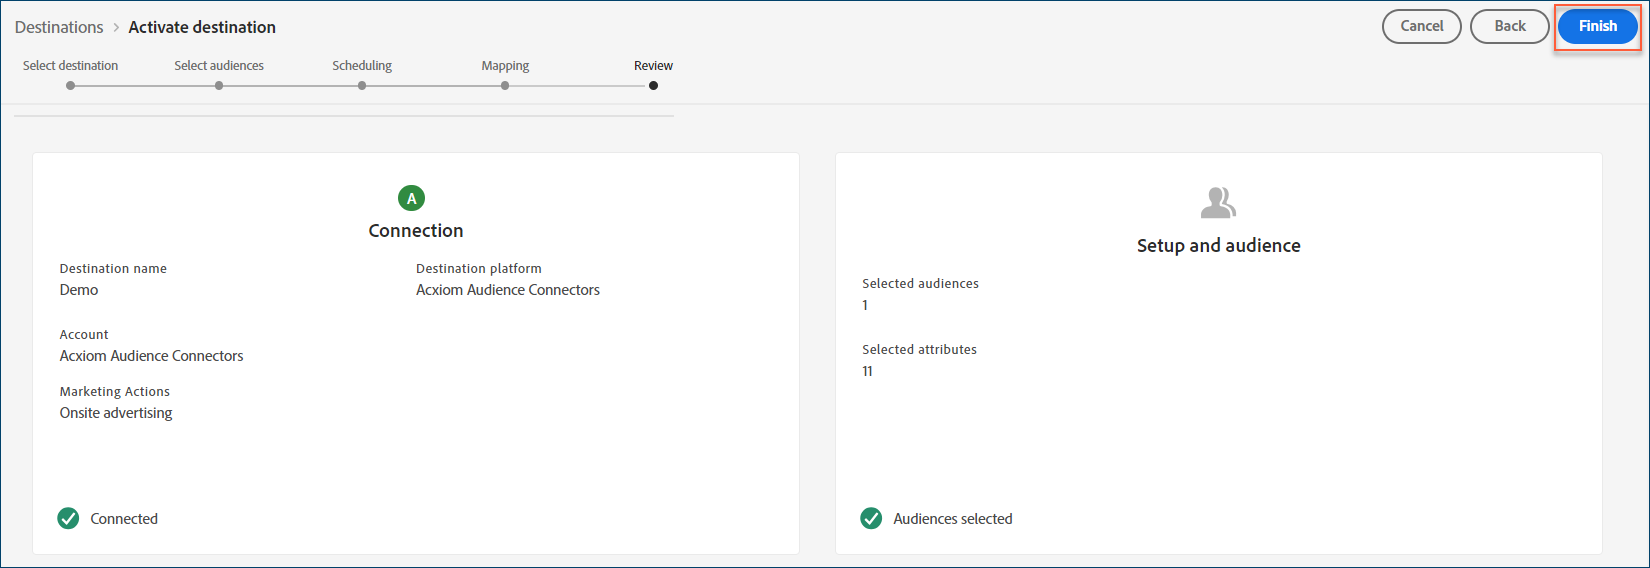 Destinations > Activate destination
Cancel
Back
Finish
Select destination
Select audiences
Scheduling
Mapping
Review
A
Connection
Destination name
Demo
Destination platform
Acxiom Audience Connectors
Account
Acxiom Audience Connectors
Marketing Actions
Onsite advertising
Connected
Setup and audience
Selected audiences
1
Selected attributes
11
Audiences selected